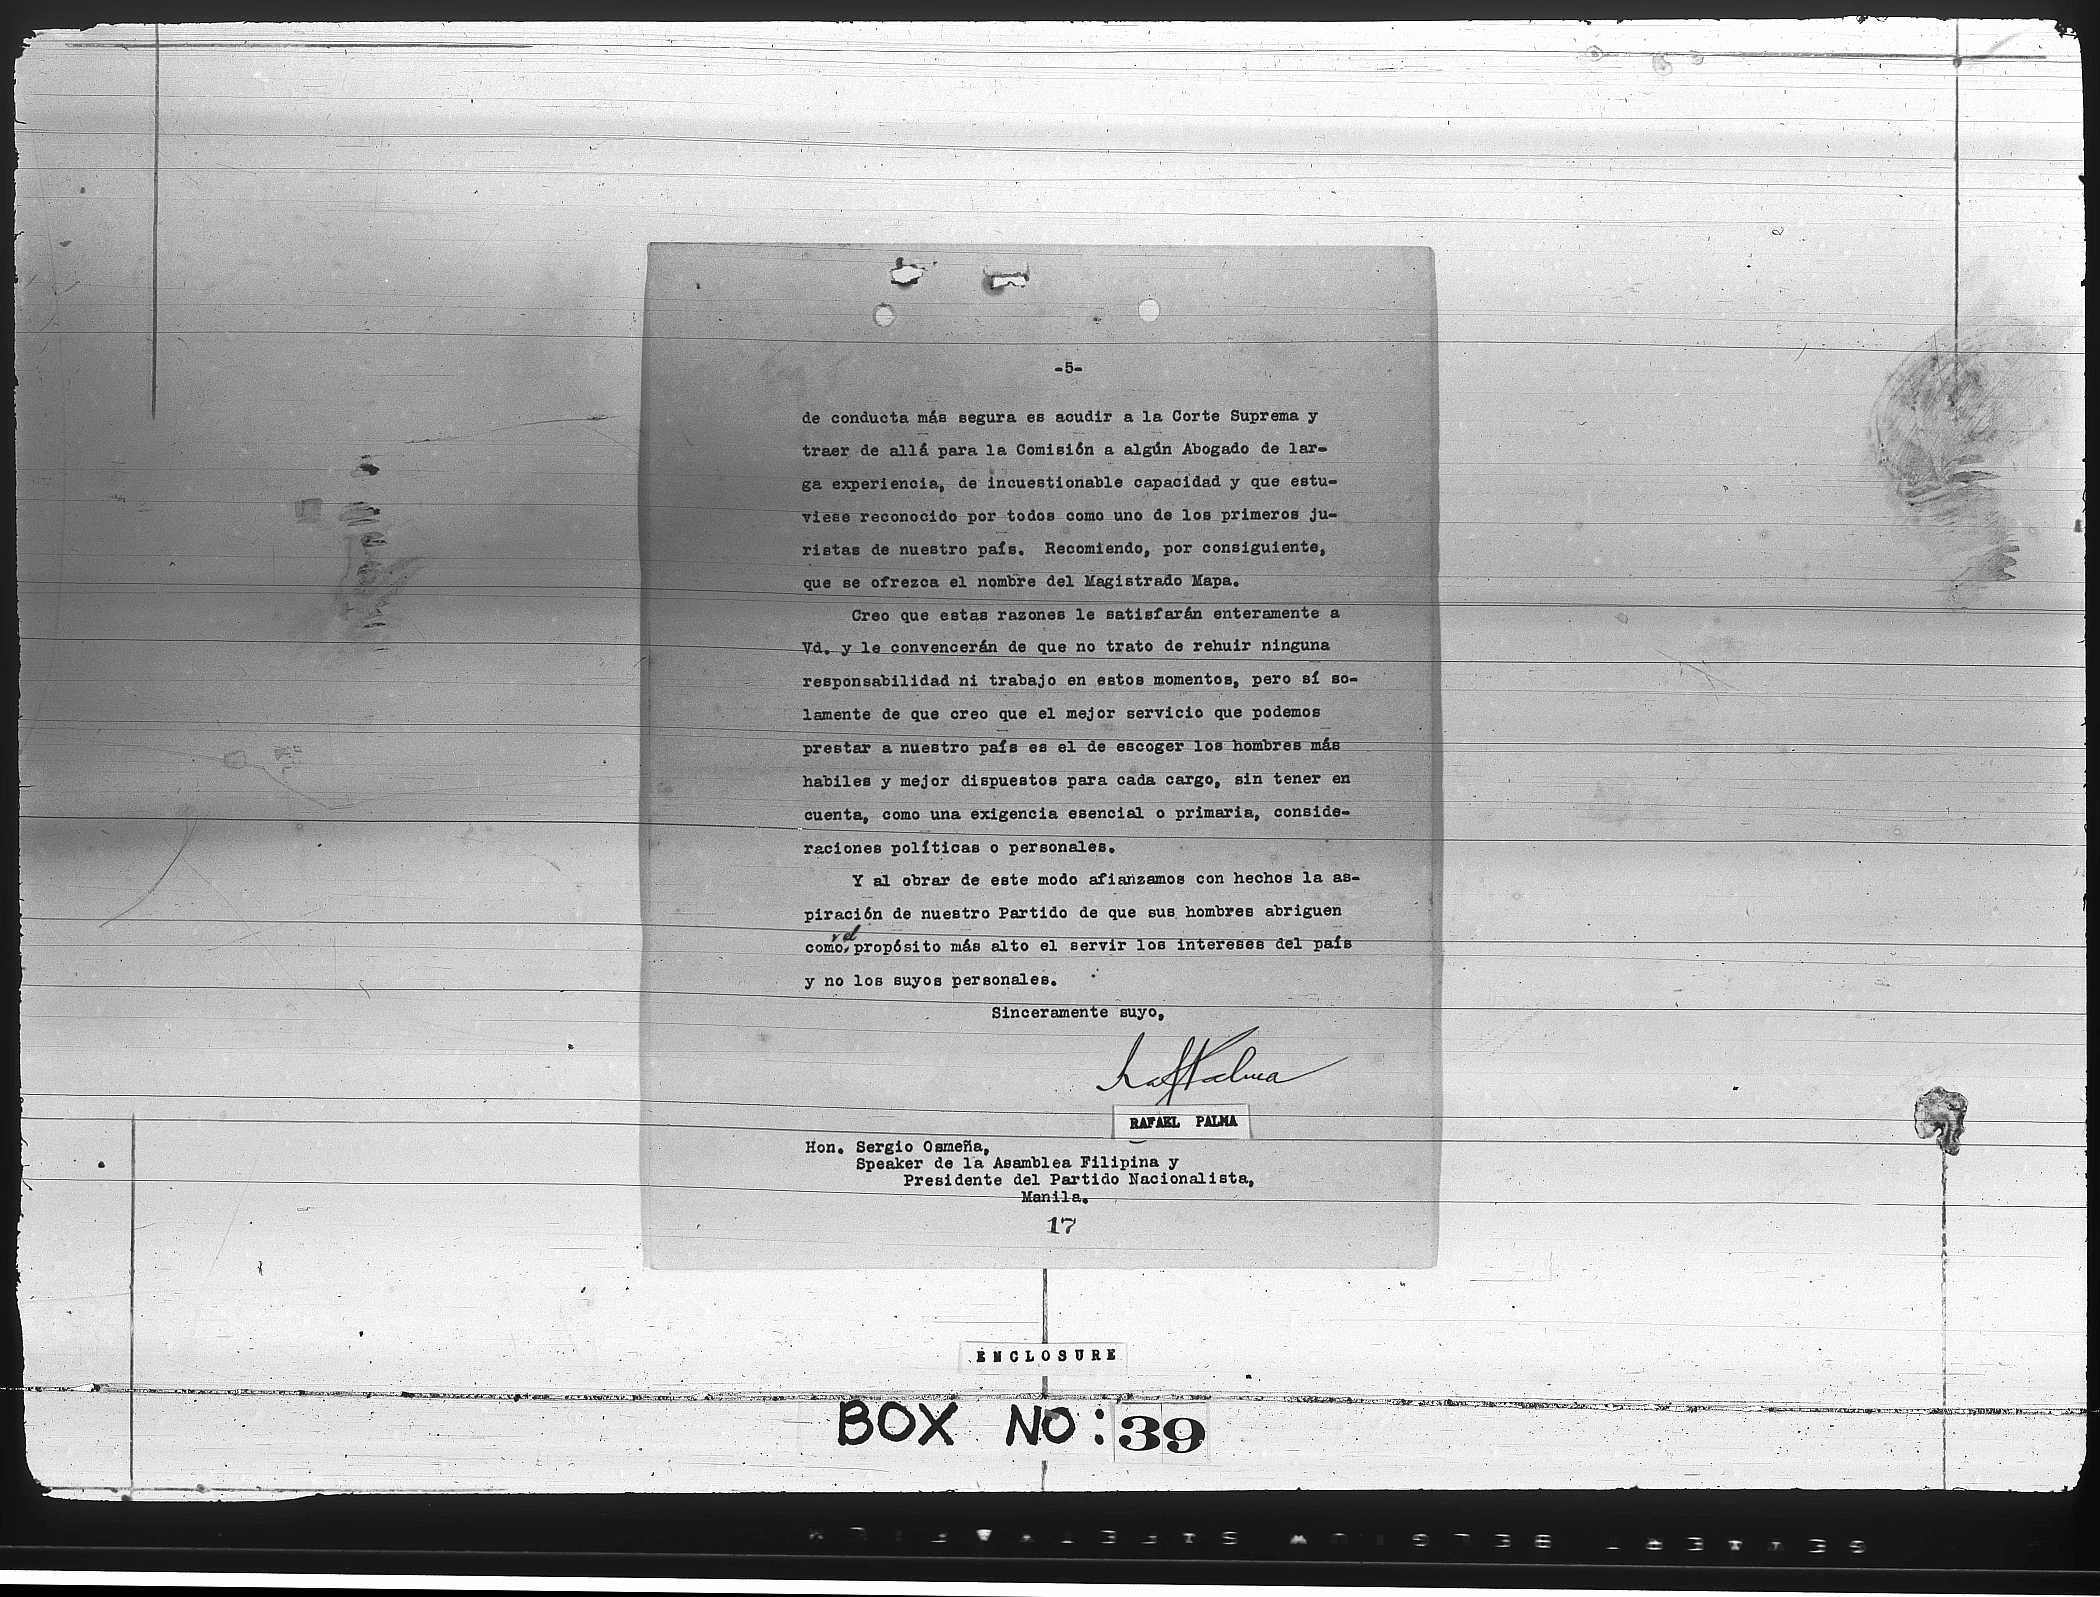 -5-
de conducta más segura es acudir a la Corte Suprema y
traer de allá para la Comisión a algún Abogado de lar-
ga experiencia, de incuestionable capacidad y que estu-
viese reconocido por todos como uno de los primeros ju-
ristas de nuestro país. Recomiendo, por consiguiente,
que se ofrezca el nombre del Magistrado Mapa.
Creo que estas razones le satisfarán enteramente a
Vd. y le convencerán de que no trato de rehuir ninguna
responsabilidad ni trabajo en estos momentos, pero sí so-
lamente de que creo que el mejor servicio que podemos
prestar a nuestro país es el de escoger los hombres más
habiles y mejor dispuestos para cada cargo, sin tener en
cuenta, como una exigencia esencial o primaria, conside-
raciones políticas o personales.
Y al obrar de este modo afianzamos con hechos la as-
piración de nuestro Partido de que sus hombres abriguen
el
como propósito más alto el servir los intereses del país
y no los suyos personales.
Sinceramente suyo,
Raf Palma
RAFAEL PALMA
Hon. Sergio Osmeña,
Speaker de la Asamblea Filipina y
Presidente del Partido Nacionalista,
Manila.
17
ENCLOSURE
BOX NO: 39